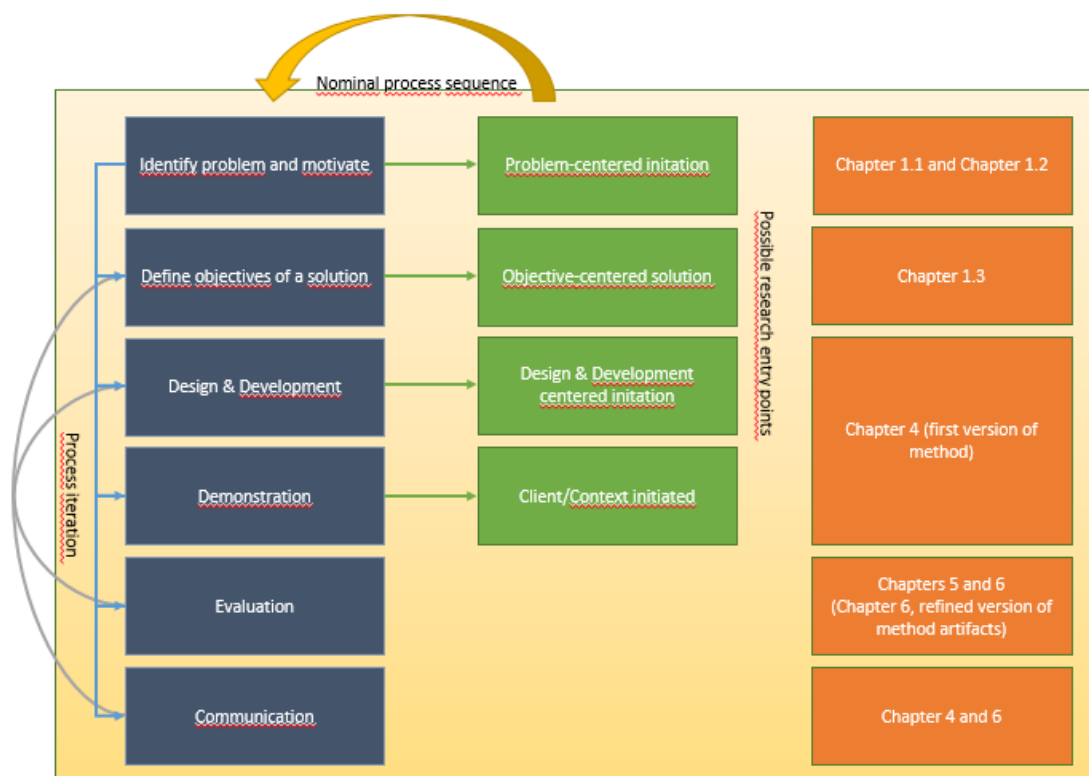 Nominal process sequence
Identify problem and motivate
Problem-centered initation
Chapter 1.1 and Chapter 1.2
Define objectives of a solution
Objective-centered solution
Chapter 1.3
Possible research entry points
Design & Development
Design & Development
centered initation
Chapter 4 (first version of
method)
Process iteration
Demonstration
Client/Context initiated
Evaluation
Chapters 5 and 6
(Chapter 6, refined version of
method artifacts)
Communication
Chapter 4 and 6